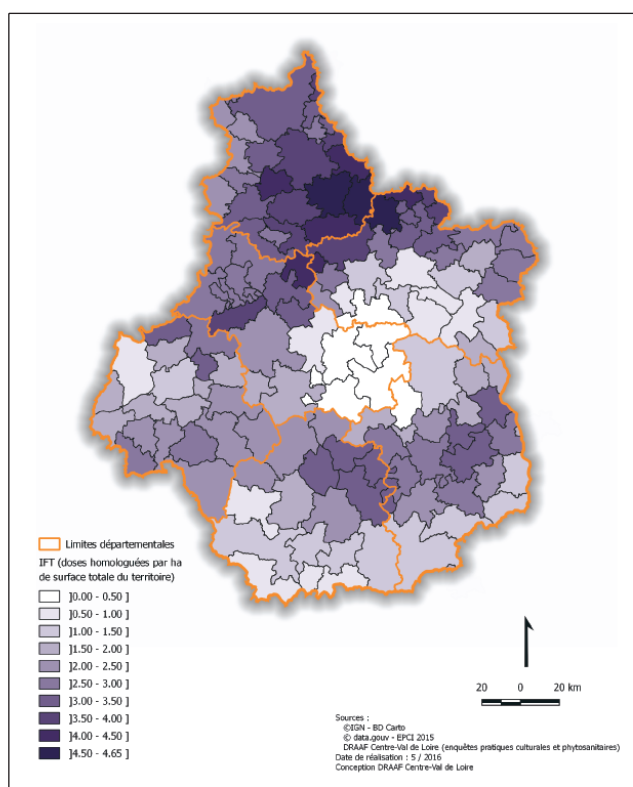 Limites départementales
IFT (doses homologuées par ha
de surface totale du territoire)
]0.00 - 0.50 ]
]0.50 - 1.00 ]
]1.00 - 1.50 ]
]1.50 - 2.00 ]
]2.00 - 2.50 ]
]2.50 - 3.00 ]
]3.00 - 3.50 ]
]3.50 - 4.00 ]
]4.00 - 4.50 ]
]4.50 - 4.65 ]
20 0 20 km
Sources :
©IGN - BD Carto
© data.gouv - EPCI 2015
DRAAF Centre-Val de Loire (enquêtes pratiques culturales et phytosanitaires)
Date de réalisation : 5 / 2016
Conception DRAAF Centre-Val de Loire